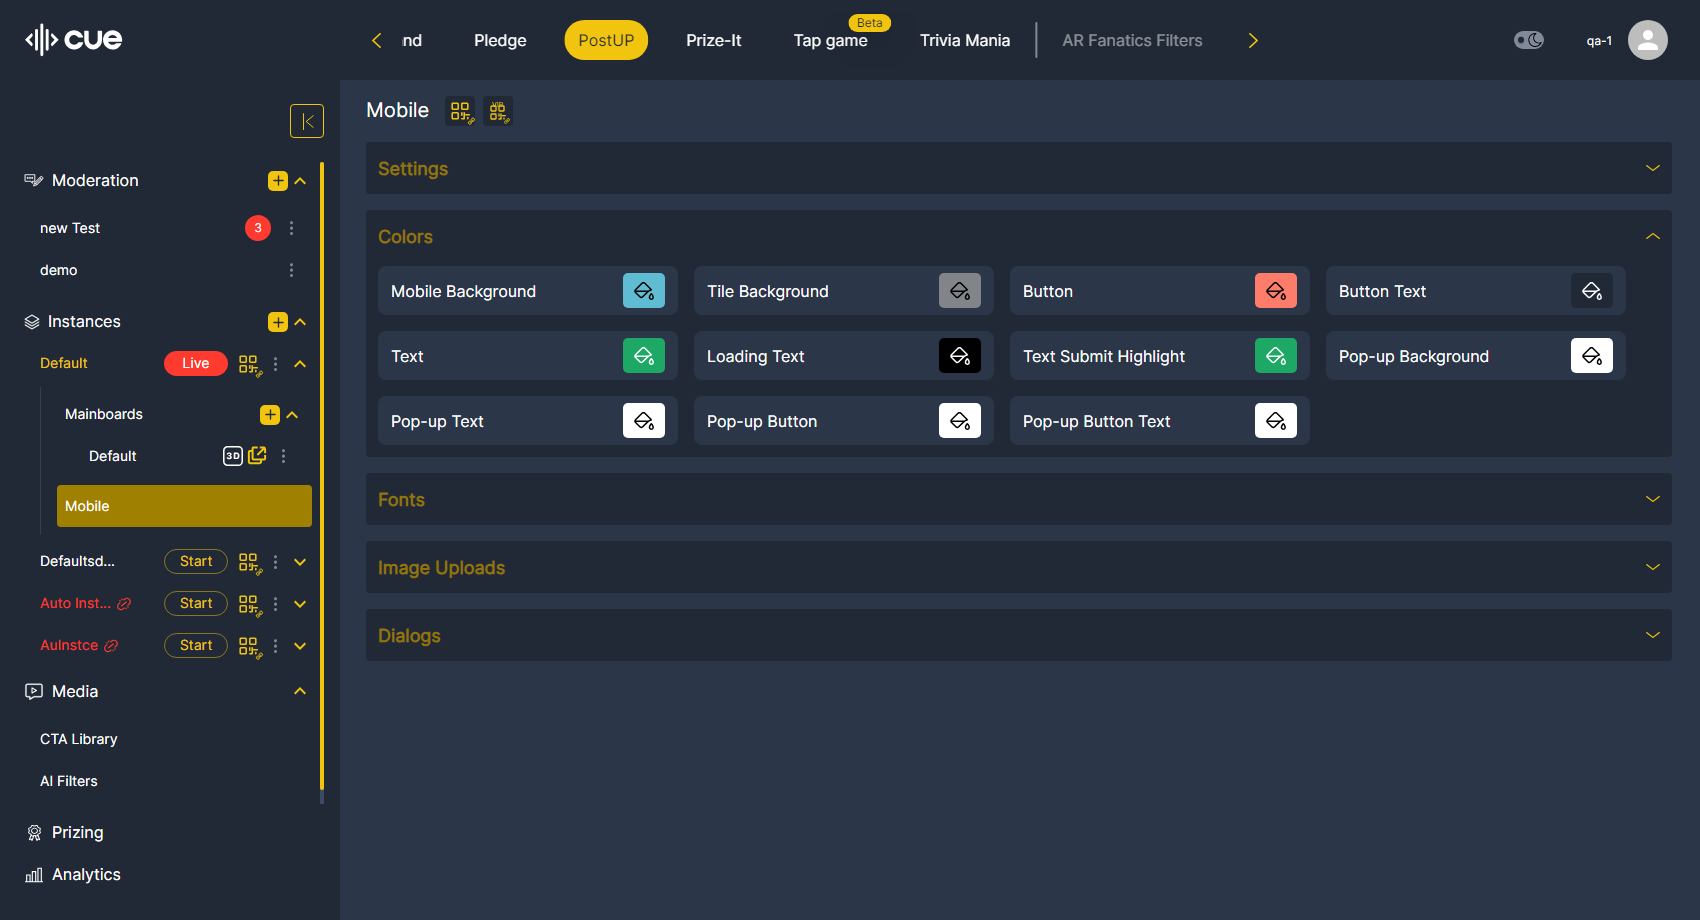 cue
nd
Pledge
PostUP
Prize-It
Beta
Tap game
Trivia Mania
AR Fanatics Filters
qa-1
Moderation
new Test
3
demo
Instances
Default
Live
Mainboards
Default
3D
Mobile
Defaultsd...
Start
Auto Inst...
Start
AuInstce
Start
Media
CTA Library
AI Filters
Prizing
Analytics
Mobile
VIP
Settings
Colors
Mobile Background
Tile Background
Button
Button Text
Text
Loading Text
Text Submit Highlight
Pop-up Background
Pop-up Text
Pop-up Button
Pop-up Button Text
Fonts
Image Uploads
Dialogs